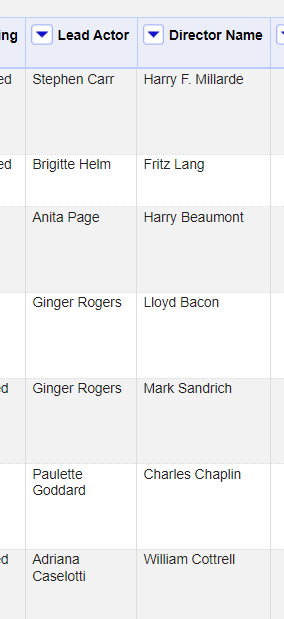 ing Lead Actor Director Name
ed Stephen Carr Harry F. Millarde
ed Brigitte Helm Fritz Lang
Anita Page Harry Beaumont
Ginger Rogers Lloyd Bacon
ed Ginger Rogers Mark Sandrich
Paulette Charles Chaplin
Goddard
ed Adriana William Cottrell
Caselotti